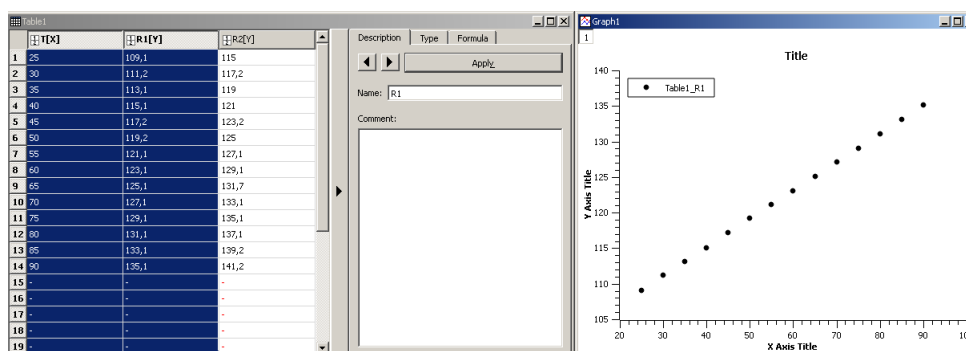 Table1
T[X] R1[Y] R2[Y]
1 25 109,1 115
2 30 111,2 117,2
3 35 113,1 119
4 40 115,1 121
5 45 117,2 123,2
6 50 119,2 125
7 55 121,1 127,1
8 60 123,1 129,1
9 65 125,1 131,7
10 70 127,1 133,1
11 75 129,1 135,1
12 80 131,1 137,1
13 85 133,1 139,2
14 90 135,1 141,2
15 - - -
16 - - -
17 - - -
18 - - -
19 - - -
Description Type Formula
Apply
Name: R1
Comment:
Graph1
1
Title
Table1_R1
140
135
130
125
120
115
110
105
Y Axis Title
20 30 40 50 60 70 80 90 10
X Axis Title